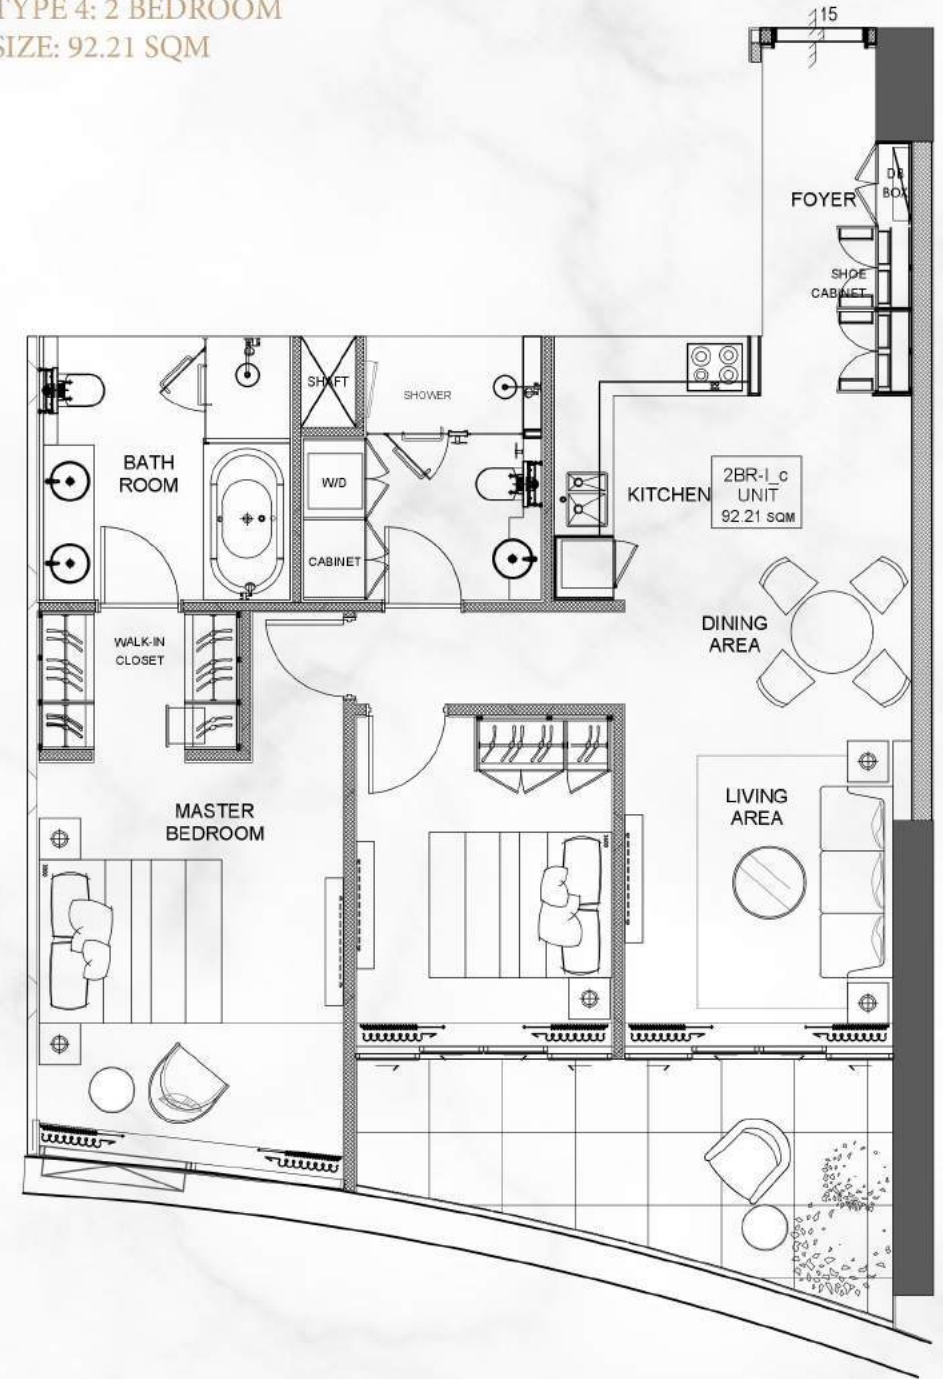 TYPE 4: 2 BEDROOM
SIZE: 92.21 SQM
15
DB
BOX
FOYER
SHOE
CABINET
SHAFT
SHOWER
BATH
ROOM
W/D
KITCHEN
2BR-I_c
UNIT
92.21 SQM
CABINET
DINING
AREA
WALK-IN
CLOSET
MASTER
BEDROOM
LIVING
AREA